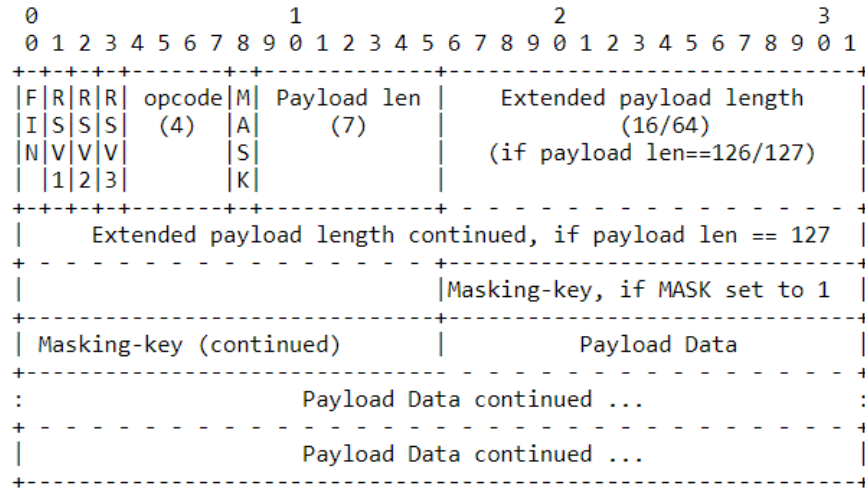 0                   1                   2                   3
 0 1 2 3 4 5 6 7 8 9 0 1 2 3 4 5 6 7 8 9 0 1 2 3 4 5 6 7 8 9 0 1
+-+-+-+-+-------+-+-------------+-------------------------------+
|F|R|R|R| opcode|M| Payload len |    Extended payload length    |
|I|S|S|S|  (4)  |A|     (7)     |             (16/64)           |
|N|V|V|V|       |S|             |   (if payload len==126/127)   |
| |1|2|3|       |K|             |                               |
+-+-+-+-+-------+-+-------------+ - - - - - - - - - - - - - - - +
|     Extended payload length continued, if payload len == 127  |
+ - - - - - - - - - - - - - - - +-------------------------------+
|                               |Masking-key, if MASK set to 1  |
+-------------------------------+-------------------------------+
| Masking-key (continued)       |          Payload Data         |
+-------------------------------- - - - - - - - - - - - - - - - +
:                     Payload Data continued ...                :
+ - - - - - - - - - - - - - - - - - - - - - - - - - - - - - - - +
|                     Payload Data continued ...                |
+---------------------------------------------------------------+